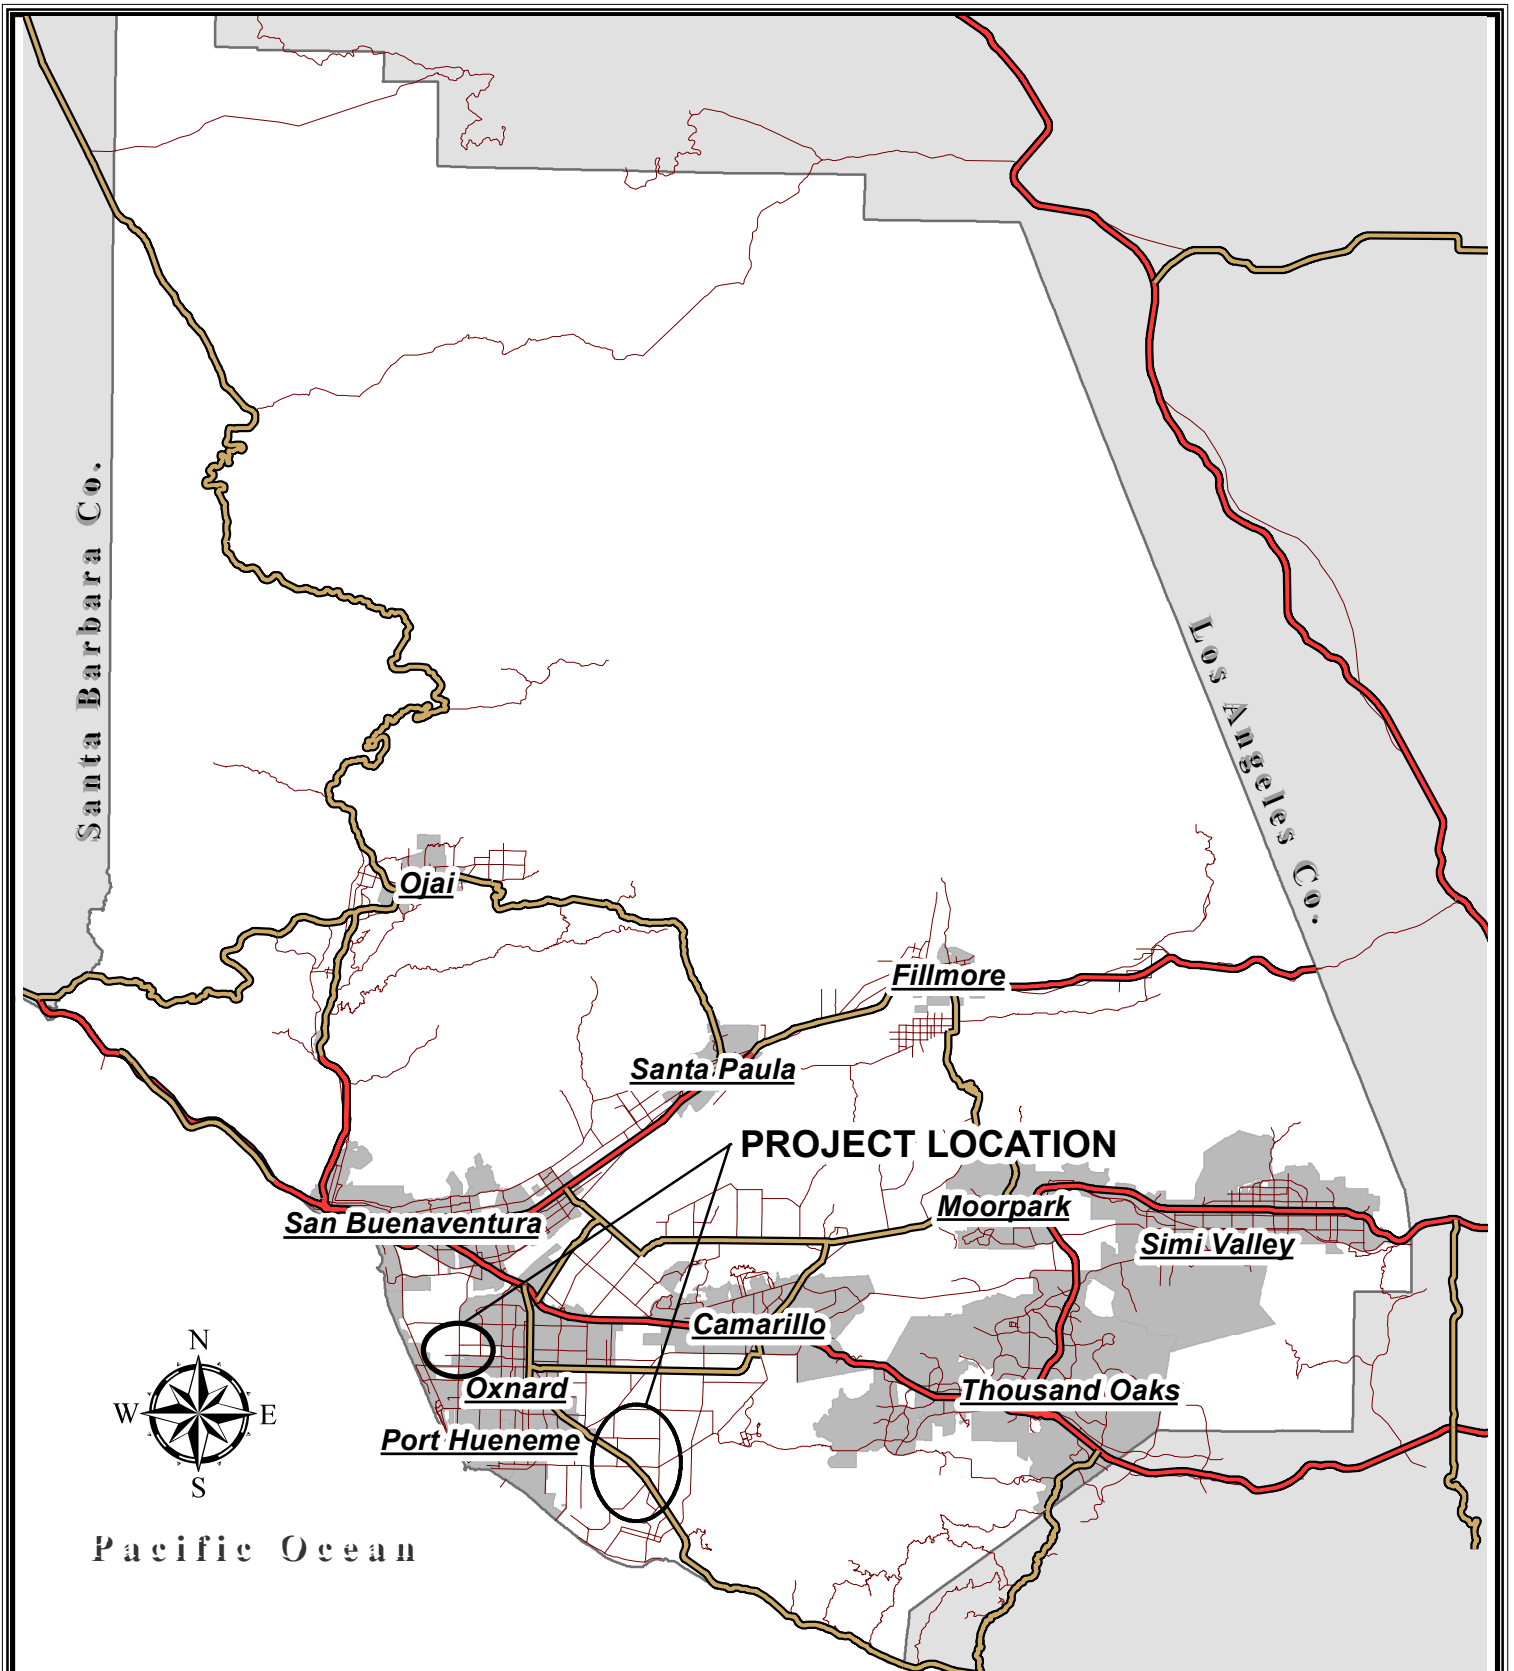 Santa Barbara Co.
Los Angeles Co.
Ojai
Fillmore
Santa Paula
PROJECT LOCATION
Moorpark
San Buenaventura
Simi Valley
Camarillo
Oxnard
Thousand Oaks
Port Hueneme
N
W
E
S
Pacific Ocean